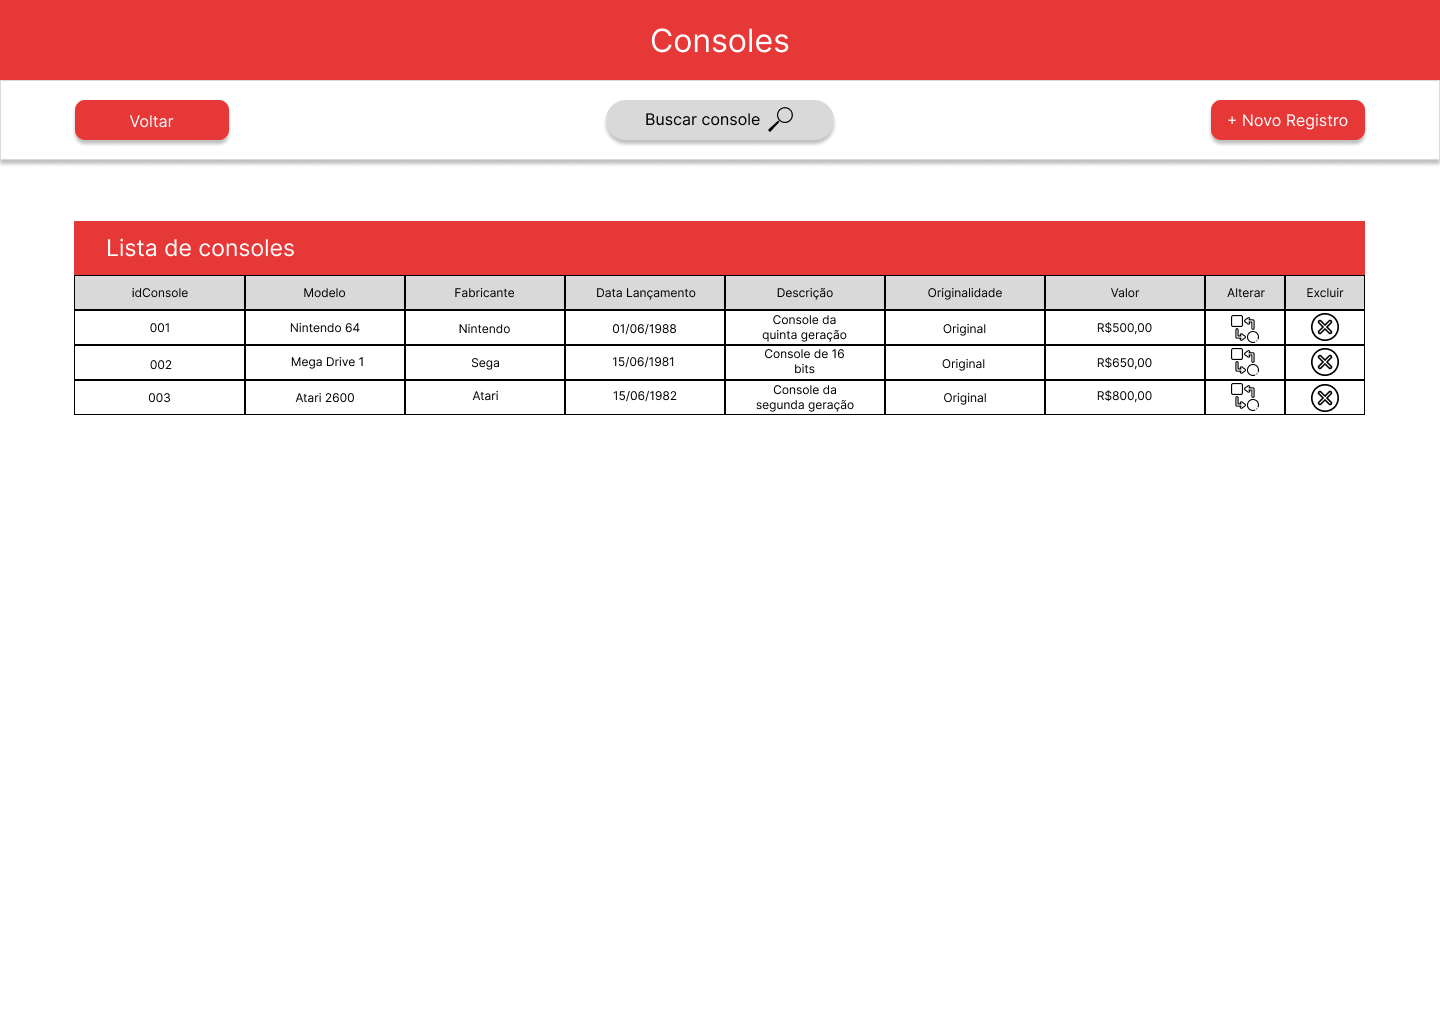 Consoles
Voltar
Buscar console
+ Novo Registro
Lista de consoles
idConsole Modelo Fabricante Data Lançamento Descrição Originalidade Valor Alterar Excluir
001 Nintendo 64 Nintendo 01/06/1988 Console da quinta geração Original R$500,00
002 Mega Drive 1 Sega 15/06/1981 Console de 16 bits Original R$650,00
003 Atari 2600 Atari 15/06/1982 Console da segunda geração Original R$800,00